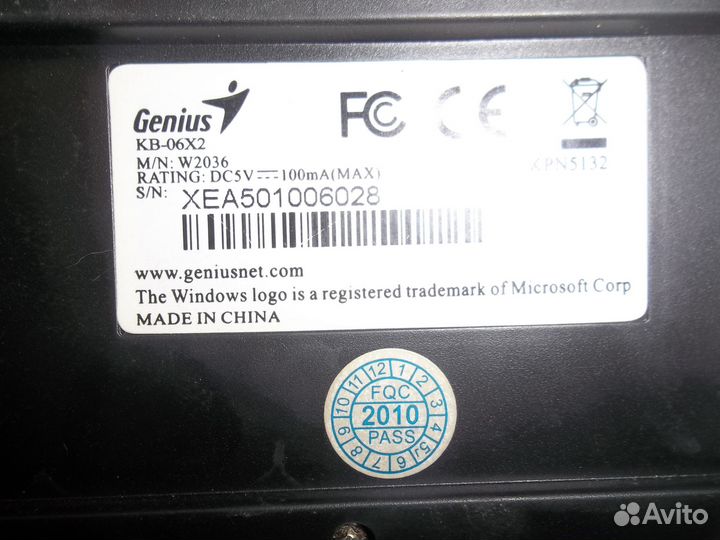 Genius
KB-06X2
M/N: W2036
RATING: DC5V⎓100mA(MAX)
S/N: XEA501006028
FC CE
KPN5132
www.geniusnet.com
The Windows logo is a registered trademark of Microsoft Corp
MADE IN CHINA
1 2 3 4 5 6 7 8 9 10 11 12
FQC
2010
PASS
Avito